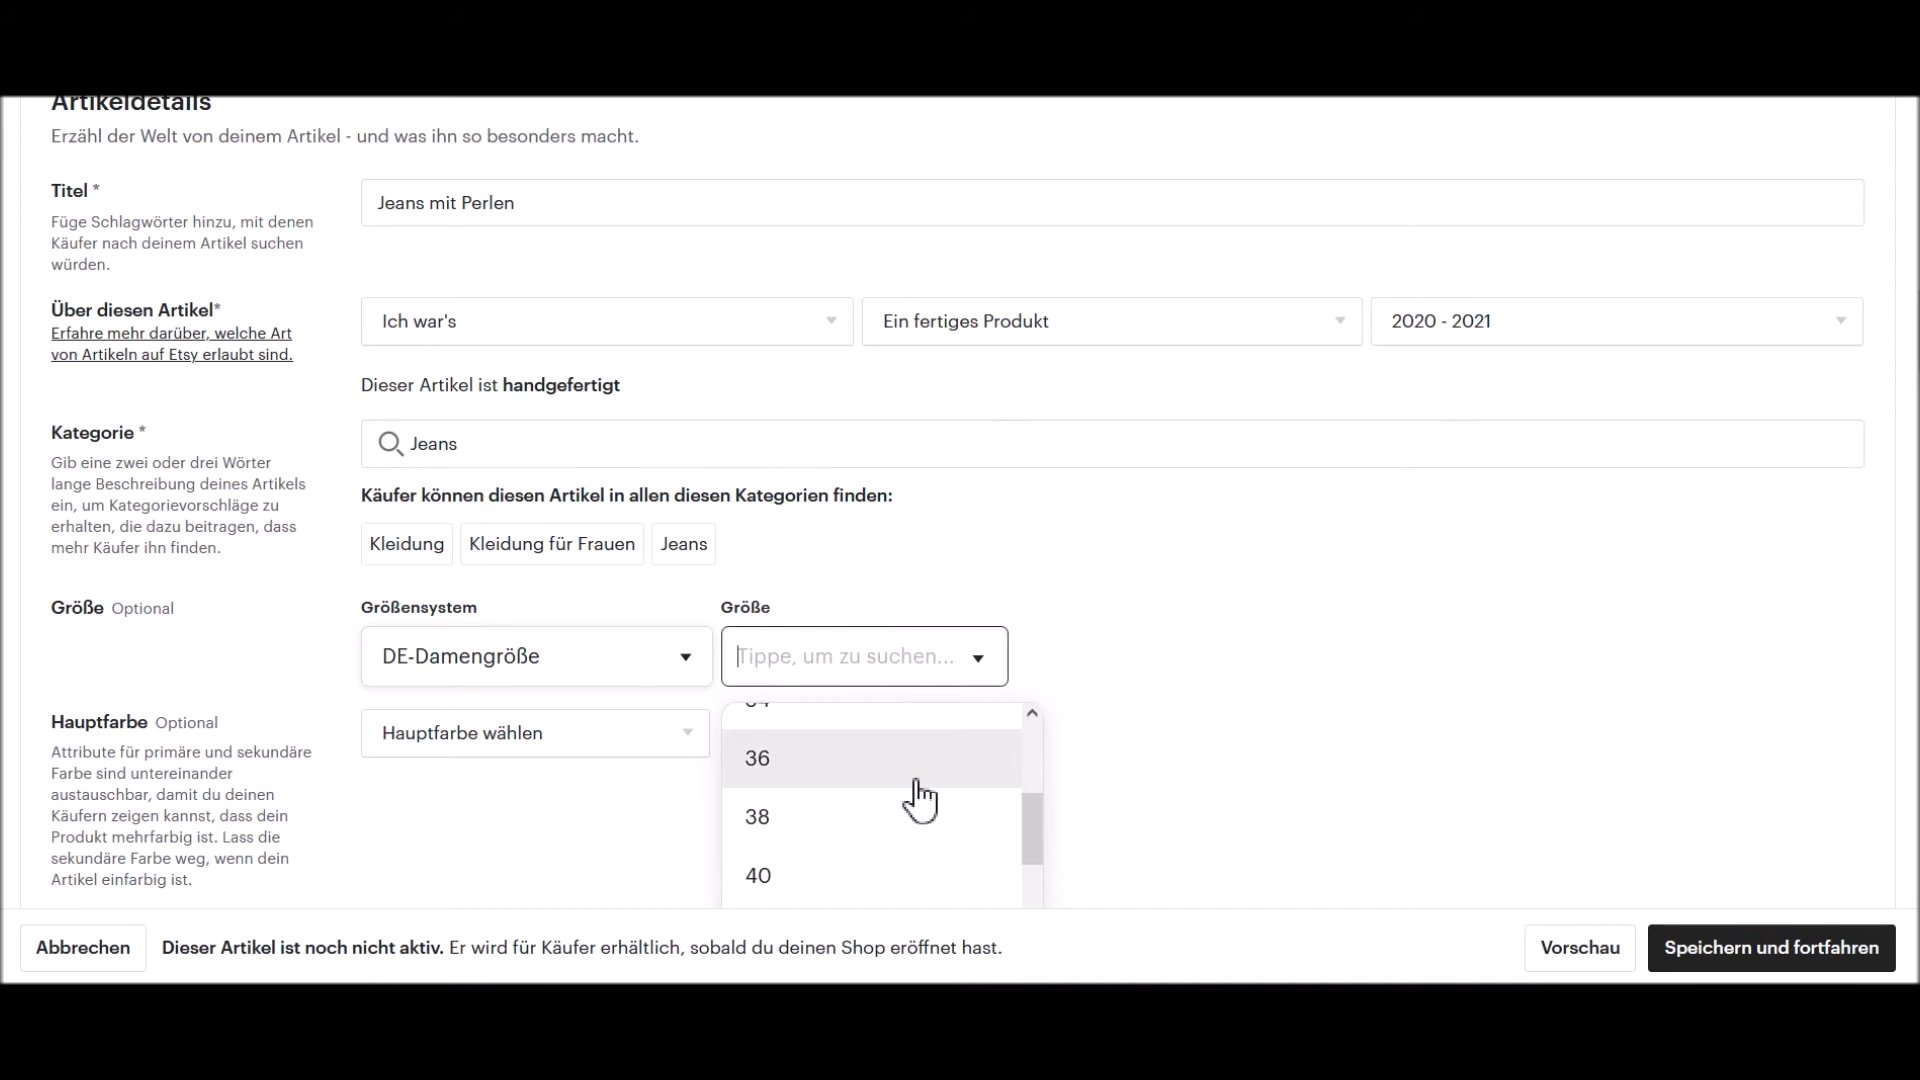 Artikeldetails
Erzähl der Welt von deinem Artikel - und was ihn so besonders macht.
Titel *
Füge Schlagwörter hinzu, mit denen
Käufer nach deinem Artikel suchen
würden.
Jeans mit Perlen
Über diesen Artikel*
Erfahre mehr darüber, welche Art
von Artikeln auf Etsy erlaubt sind.
Ich war's
Ein fertiges Produkt
2020 - 2021
Dieser Artikel ist handgefertigt
Kategorie *
Gib eine zwei oder drei Wörter
lange Beschreibung deines Artikels
ein, um Kategorievorschläge zu
erhalten, die dazu beitragen, dass
mehr Käufer ihn finden.
Jeans
Käufer können diesen Artikel in allen diesen Kategorien finden:
Kleidung
Kleidung für Frauen
Jeans
Größe Optional
Größensystem
DE-Damengröße
Größe
Tippe, um zu suchen...
34
36
38
40
Hauptfarbe Optional
Attribute für primäre und sekundäre
Farbe sind untereinander
austauschbar, damit du deinen
Käufern zeigen kannst, dass dein
Produkt mehrfarbig ist. Lass die
sekundäre Farbe weg, wenn dein
Artikel einfarbig ist.
Hauptfarbe wählen
Abbrechen
Dieser Artikel ist noch nicht aktiv. Er wird für Käufer erhältlich, sobald du deinen Shop eröffnet hast.
Vorschau
Speichern und fortfahren